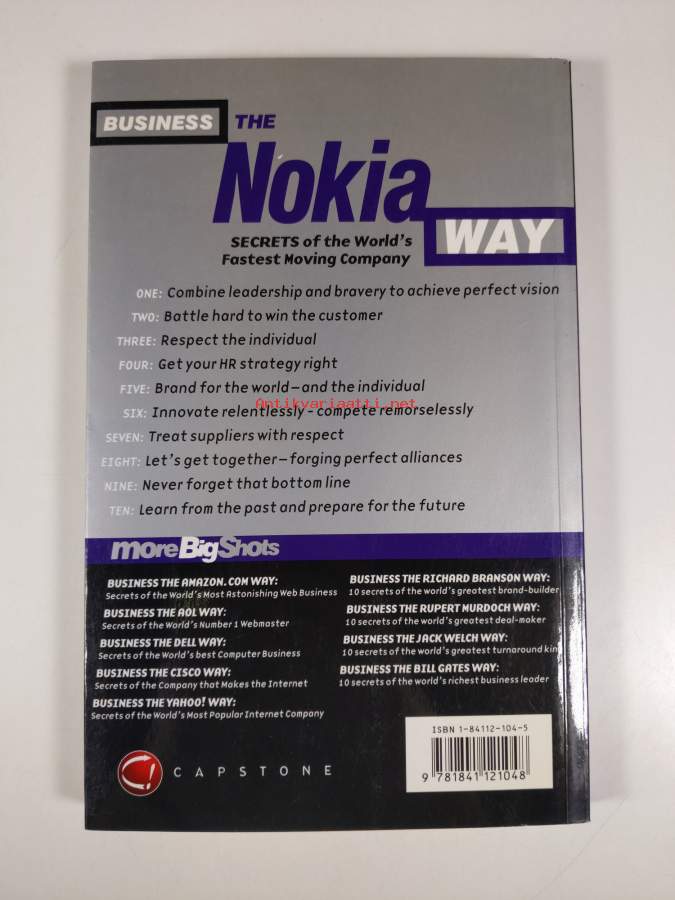 BUSINESS THE
Nokia
WAY
SECRETS of the World's
Fastest Moving Company
ONE: Combine leadership and bravery to achieve perfect vision
TWO: Battle hard to win the customer
THREE: Respect the individual
FOUR: Get your HR strategy right
FIVE: Brand for the world – and the individual
Antikvariaatti.net
SIX: Innovate relentlessly - compete remorselessly
SEVEN: Treat suppliers with respect
EIGHT: Let's get together – forging perfect alliances
NINE: Never forget that bottom line
TEN: Learn from the past and prepare for the future
moreBigShots
BUSINESS THE AMAZON.COM WAY:
Secrets of the World's Most Astonishing Web Business
BUSINESS THE AOL WAY:
Secrets of the World's Number 1 Webmaster
BUSINESS THE DELL WAY:
Secrets of the World's best Computer Business
BUSINESS THE CISCO WAY:
Secrets of the Company that Makes the Internet
BUSINESS THE YAHOO! WAY:
Secrets of the World's Most Popular Internet Company
BUSINESS THE RICHARD BRANSON WAY:
10 secrets of the world's greatest brand-builder
BUSINESS THE RUPERT MURDOCH WAY:
10 secrets of the world's greatest deal-maker
BUSINESS THE JACK WELCH WAY:
10 secrets of the world's greatest turnaround king
BUSINESS THE BILL GATES WAY:
10 secrets of the world's richest business leader
ISBN 1-84112-104-5
9 781841 121048
CAPSTONE